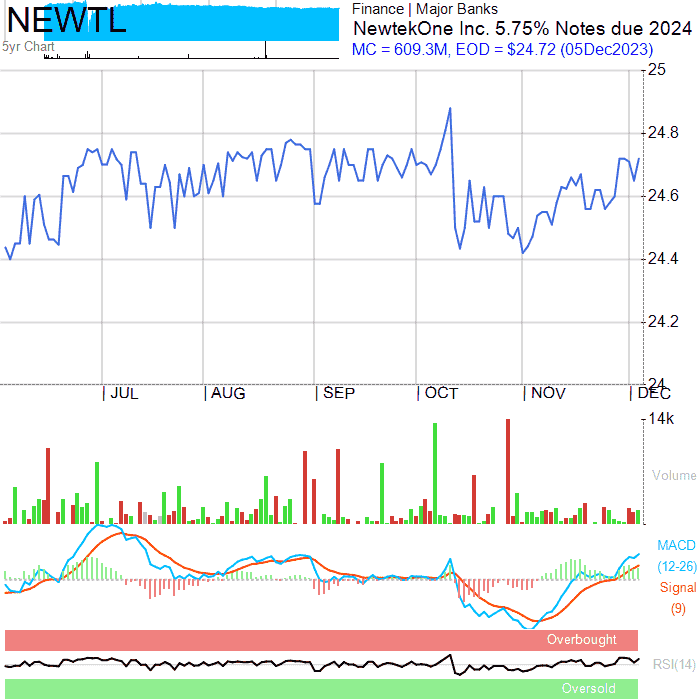 NEWTL
5yr Chart
Finance | Major Banks
NewtekOne Inc. 5.75% Notes due 2024
MC = 609.3M, EOD = $24.72 (05Dec2023)
25
24.8
24.6
24.4
24.2
24
| JUL | AUG | SEP | OCT | NOV | DEC
14k
Volume
MACD
(12-26)
Signal
(9)
Overbought
RSI(14)
Oversold